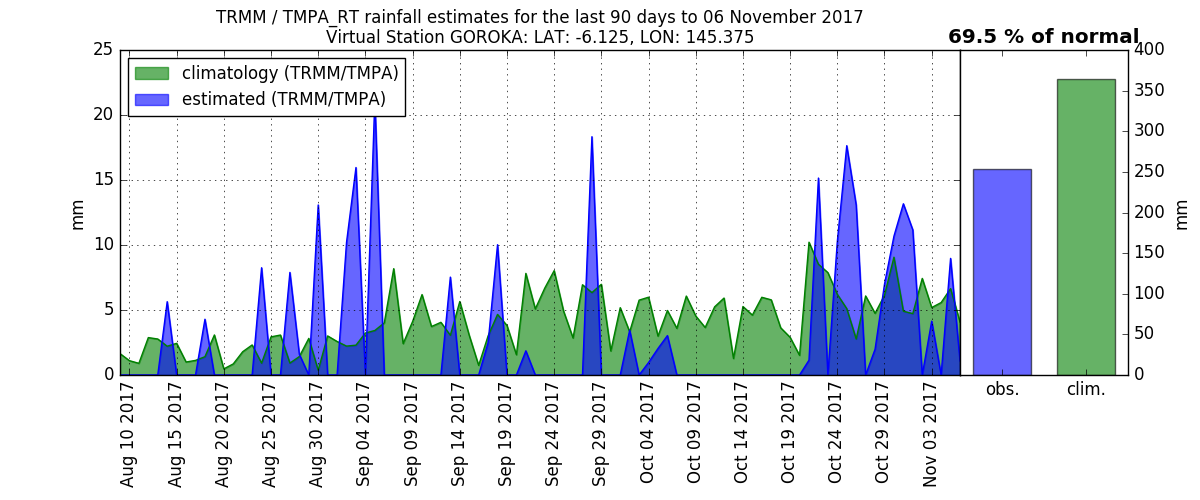 TRMM / TMPA_RT rainfall estimates for the last 90 days to 06 November 2017
Virtual Station GOROKA: LAT: -6.125, LON: 145.375
69.5 % of normal
climatology (TRMM/TMPA)
estimated (TRMM/TMPA)
25
20
15
10
5
0
mm
400
350
300
250
200
150
100
50
0
mm
Aug 10 2017
Aug 15 2017
Aug 20 2017
Aug 25 2017
Aug 30 2017
Sep 04 2017
Sep 09 2017
Sep 14 2017
Sep 19 2017
Sep 24 2017
Sep 29 2017
Oct 04 2017
Oct 09 2017
Oct 14 2017
Oct 19 2017
Oct 24 2017
Oct 29 2017
Nov 03 2017
obs.
clim.